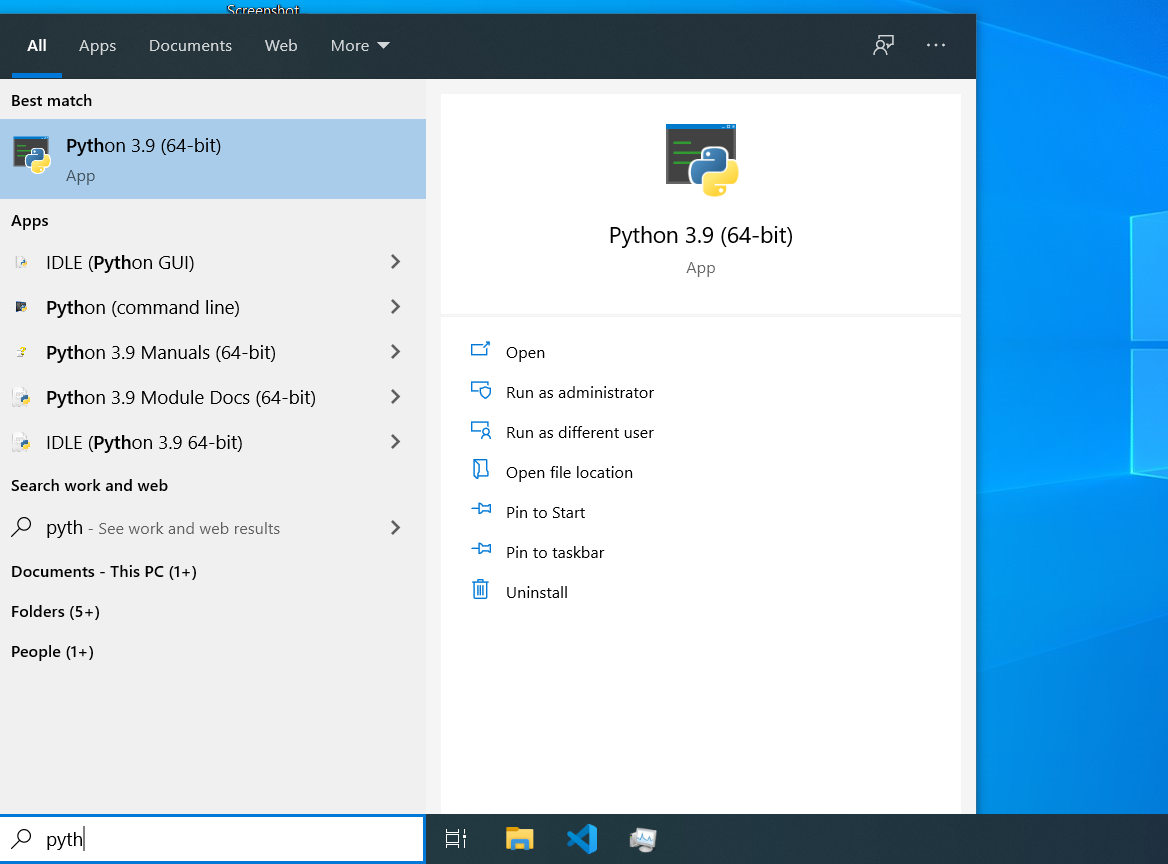 Screenshot
All Apps Documents Web More
Best match
Python 3.9 (64-bit)
App
Apps
IDLE (Python GUI)
Python (command line)
Python 3.9 Manuals (64-bit)
Python 3.9 Module Docs (64-bit)
IDLE (Python 3.9 64-bit)
Search work and web
pyth - See work and web results
Documents - This PC (1+)
Folders (5+)
People (1+)
Python 3.9 (64-bit)
App
Open
Run as administrator
Run as different user
Open file location
Pin to Start
Pin to taskbar
Uninstall
pyth